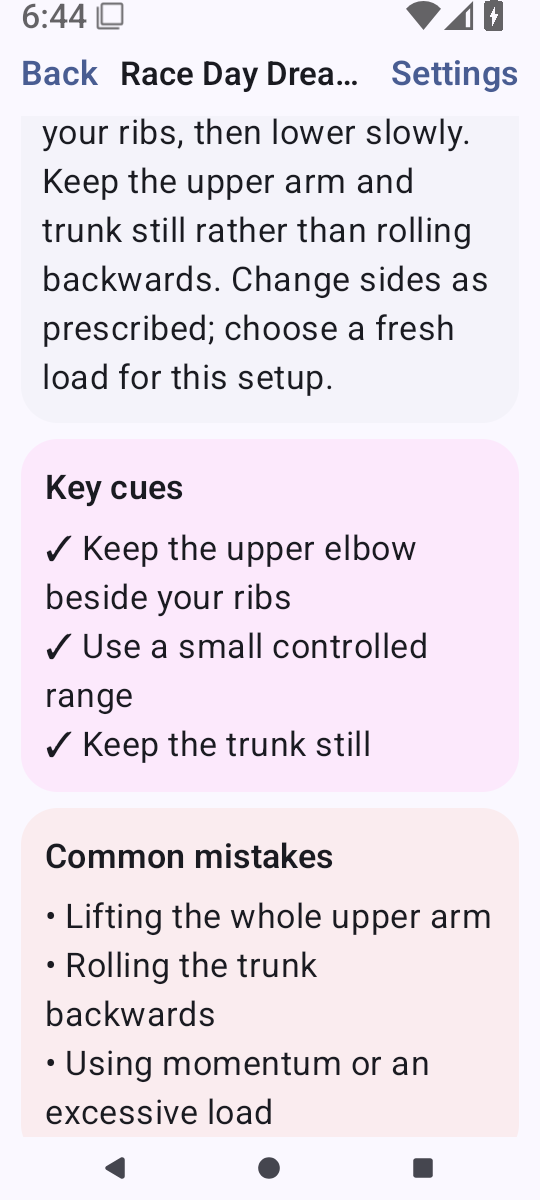 6:44
Back Race Day Drea... Settings
your ribs, then lower slowly.
Keep the upper arm and
trunk still rather than rolling
backwards. Change sides as
prescribed; choose a fresh
load for this setup.
Key cues
✓ Keep the upper elbow
beside your ribs
✓ Use a small controlled
range
✓ Keep the trunk still
Common mistakes
• Lifting the whole upper arm
• Rolling the trunk
backwards
• Using momentum or an
excessive load